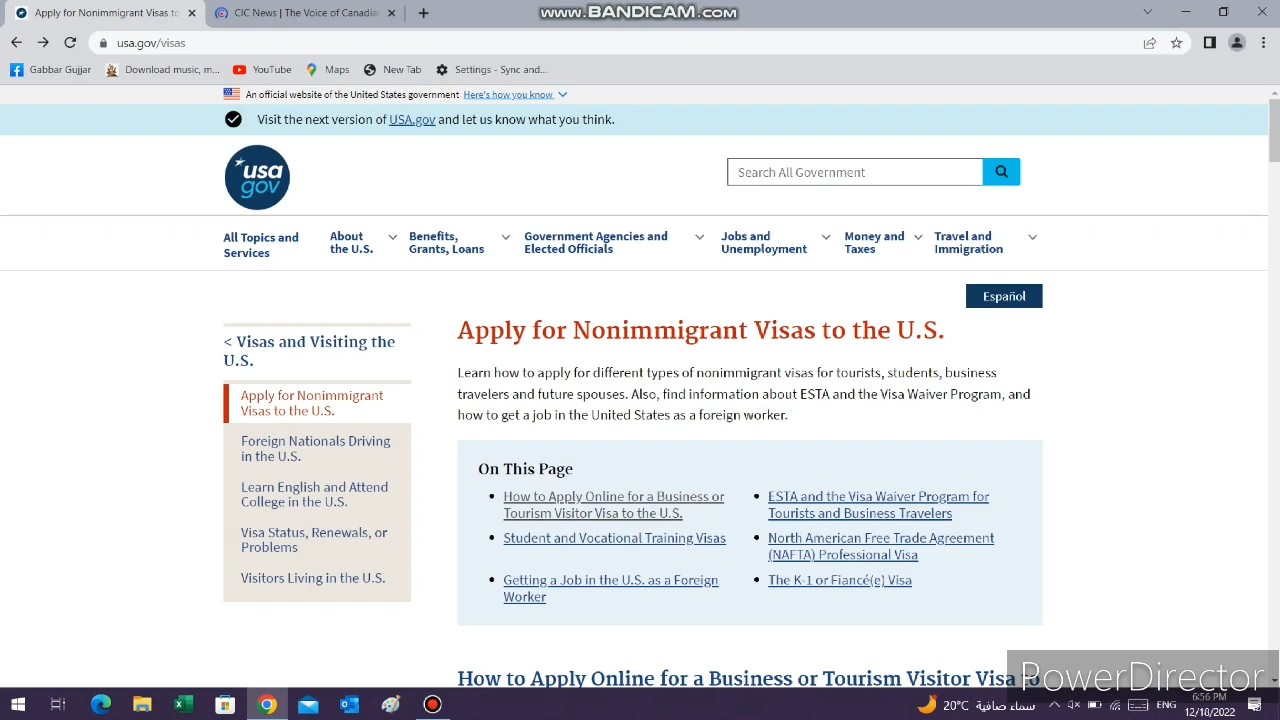 Apply for Nonimmigrant Visas to
CIC News | The Voice of Canadia
www.BANDICAM.com
usa.gov/visas
Gabbar Gujjar
Download music, m...
YouTube
Maps
New Tab
Settings - Sync and...
An official website of the United States government Here's how you know
Visit the next version of USA.gov and let us know what you think.
usa
gov
Search All Government
All Topics and
Services
About
the U.S.
Benefits,
Grants, Loans
Government Agencies and
Elected Officials
Jobs and
Unemployment
Money and
Taxes
Travel and
Immigration
Español
< Visas and Visiting the
U.S.
Apply for Nonimmigrant
Visas to the U.S.
Foreign Nationals Driving
in the U.S.
Learn English and Attend
College in the U.S.
Visa Status, Renewals, or
Problems
Visitors Living in the U.S.
Apply for Nonimmigrant Visas to the U.S.
Learn how to apply for different types of nonimmigrant visas for tourists, students, business
travelers and future spouses. Also, find information about ESTA and the Visa Waiver Program, and
how to get a job in the United States as a foreign worker.
On This Page
• How to Apply Online for a Business or
Tourism Visitor Visa to the U.S.
• Student and Vocational Training Visas
• Getting a Job in the U.S. as a Foreign
Worker
• ESTA and the Visa Waiver Program for
Tourists and Business Travelers
• North American Free Trade Agreement
(NAFTA) Professional Visa
• The K-1 or Fiancé(e) Visa
How to Apply Online for a Business or Tourism Visitor Visa
PowerDirector
20°C سماء صافية
ENG
6:56 PM
12/18/2022